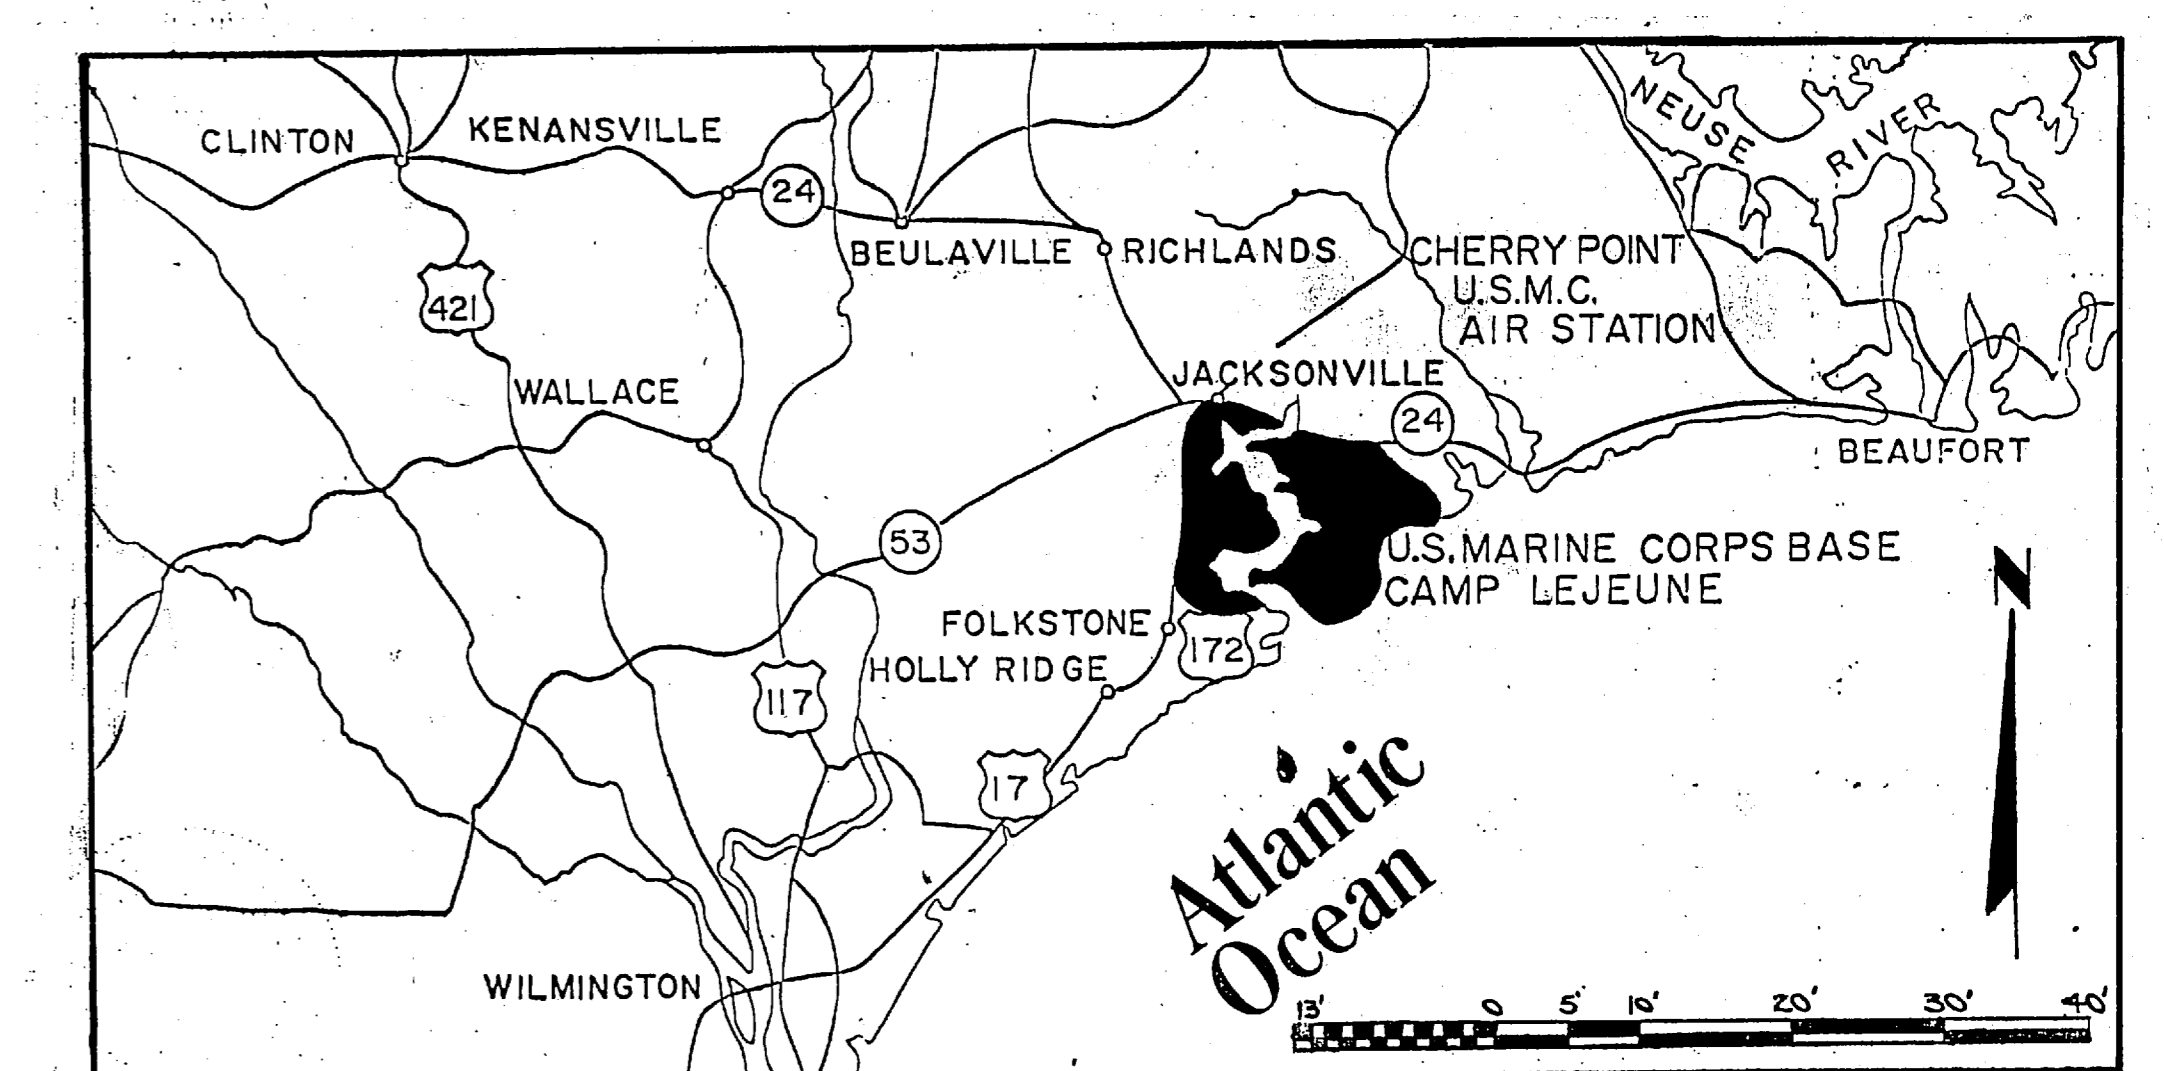 NEUSE RIVER
CLINTON
KENANSVILLE
24
BEULAVILLE
RICHLANDS
CHERRY POINT
U.S.M.C.
AIR STATION
421
JACKSONVILLE
WALLACE
24
BEAUFORT
53
U.S. MARINE CORPS BASE
CAMP LEJEUNE
N
FOLKSTONE
172
HOLLY RIDGE
117
17
Atlantic
Ocean
WILMINGTON
13' 0 5' 10' 20' 30' 40'